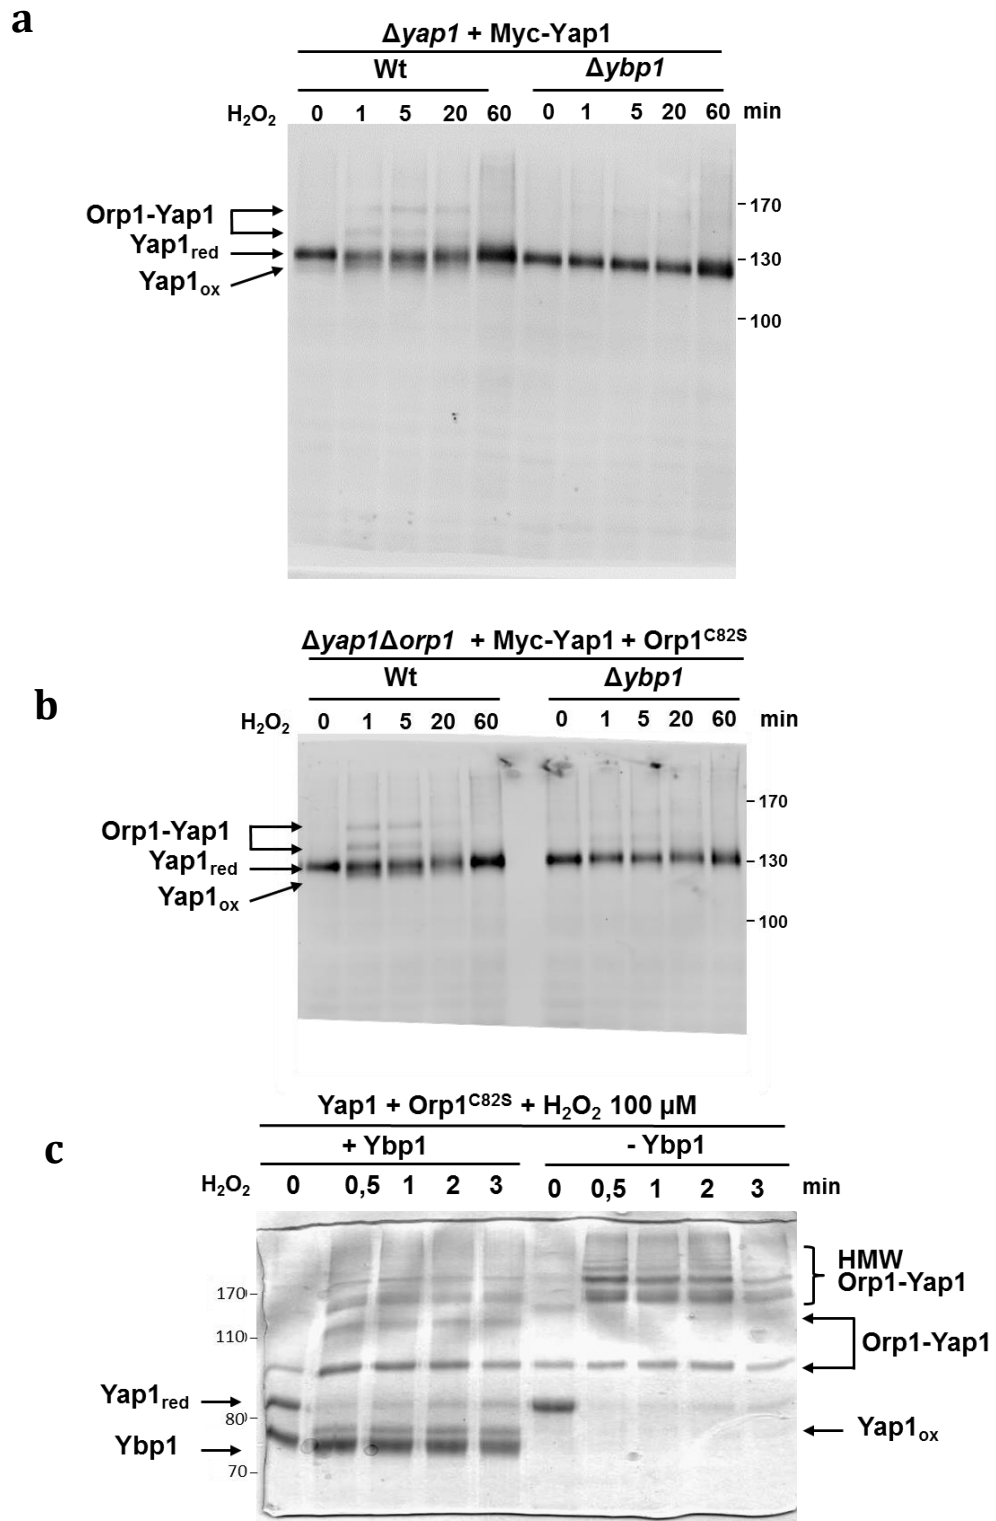 a
Δyap1 + Myc-Yap1
Wt Δybp1
H₂O₂ 0 1 5 20 60 0 1 5 20 60 min
Orp1-Yap1
Yap1red
Yap1ox
170
130
100
b
Δyap1Δorp1 + Myc-Yap1 + Orp1^C82S
Wt Δybp1
H₂O₂ 0 1 5 20 60 0 1 5 20 60 min
Orp1-Yap1
Yap1red
Yap1ox
170
130
100
c
Yap1 + Orp1^C82S + H₂O₂ 100 µM
+ Ybp1 - Ybp1
H₂O₂ 0 0,5 1 2 3 0 0,5 1 2 3 min
170
110
80
70
Yap1red
Ybp1
HMW
Orp1-Yap1
Orp1-Yap1
Yap1ox